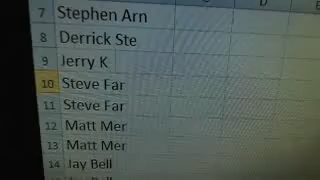 D
7 Stephen Arn
8 Derrick Ste
9 Jerry K
10 Steve Far
11 Steve Far
12 Matt Mer
13 Matt Mer
14 Jay Bell